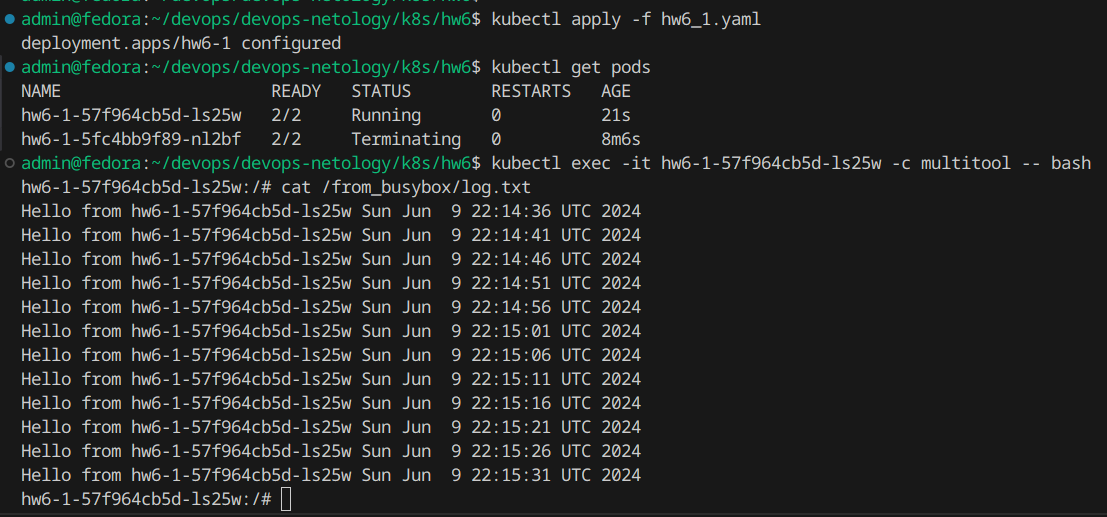 admin@fedora:~/devops/devops-netology/k8s/hw6$ kubectl apply -f hw6_1.yaml
deployment.apps/hw6-1 configured
admin@fedora:~/devops/devops-netology/k8s/hw6$ kubectl get pods
NAME                     READY   STATUS        RESTARTS   AGE
hw6-1-57f964cb5d-ls25w   2/2     Running       0          21s
hw6-1-5fc4bb9f89-nl2bf   2/2     Terminating   0          8m6s
admin@fedora:~/devops/devops-netology/k8s/hw6$ kubectl exec -it hw6-1-57f964cb5d-ls25w -c multitool -- bash
hw6-1-57f964cb5d-ls25w:/# cat /from_busybox/log.txt
Hello from hw6-1-57f964cb5d-ls25w Sun Jun  9 22:14:36 UTC 2024
Hello from hw6-1-57f964cb5d-ls25w Sun Jun  9 22:14:41 UTC 2024
Hello from hw6-1-57f964cb5d-ls25w Sun Jun  9 22:14:46 UTC 2024
Hello from hw6-1-57f964cb5d-ls25w Sun Jun  9 22:14:51 UTC 2024
Hello from hw6-1-57f964cb5d-ls25w Sun Jun  9 22:14:56 UTC 2024
Hello from hw6-1-57f964cb5d-ls25w Sun Jun  9 22:15:01 UTC 2024
Hello from hw6-1-57f964cb5d-ls25w Sun Jun  9 22:15:06 UTC 2024
Hello from hw6-1-57f964cb5d-ls25w Sun Jun  9 22:15:11 UTC 2024
Hello from hw6-1-57f964cb5d-ls25w Sun Jun  9 22:15:16 UTC 2024
Hello from hw6-1-57f964cb5d-ls25w Sun Jun  9 22:15:21 UTC 2024
Hello from hw6-1-57f964cb5d-ls25w Sun Jun  9 22:15:26 UTC 2024
Hello from hw6-1-57f964cb5d-ls25w Sun Jun  9 22:15:31 UTC 2024
hw6-1-57f964cb5d-ls25w:/#